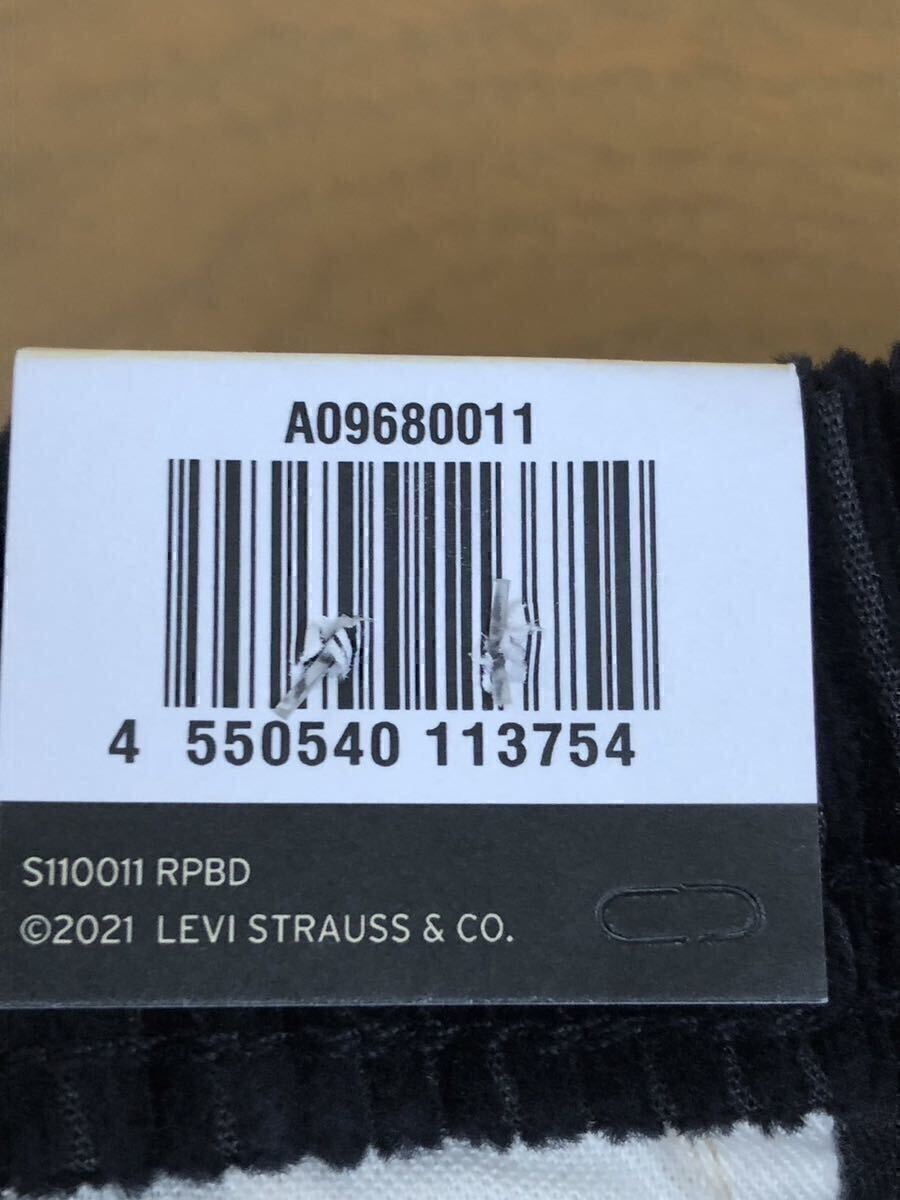 A09680011
4 550540 113754
S110011 RPBD
©2021 LEVI STRAUSS & CO.